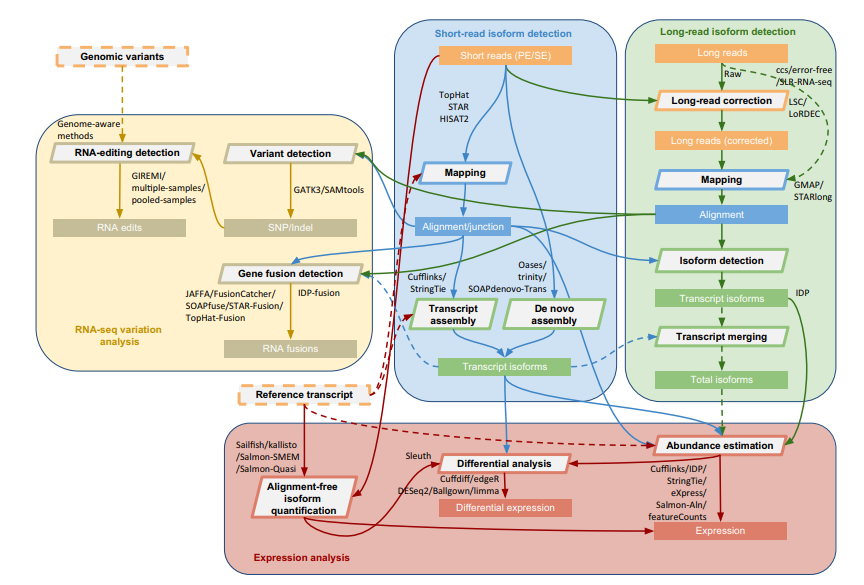 Short-read isoform detection
Long-read isoform detection
Genomic variants
Short reads (PE/SE)
Long reads
Raw
ccs/error-free
/SLR-RNA-seq
TopHat
STAR
HISAT2
Long-read correction
LSC/
LoRDEC
Genome-aware
methods
Long reads (corrected)
RNA-editing detection
Variant detection
Mapping
Mapping
GIREMI/
multiple-samples/
pooled-samples
GATK3/SAMtools
GMAP/
STARlong
RNA edits
SNP/Indel
Alignment/junction
Alignment
Gene fusion detection
Isoform detection
JAFFA/FusionCatcher/
SOAPfuse/STAR-Fusion/
TopHat-Fusion
IDP-fusion
Cufflinks/
StringTie
Oases/
trinity/
SOAPdenovo-Trans
Transcript isoforms
IDP
Transcript
assembly
De novo
assembly
RNA-seq variation
analysis
RNA fusions
Transcript merging
Transcript isoforms
Total isoforms
Reference transcript
Sailfish/kallisto
/Salmon-SMEM
/Salmon-Quasi
Sleuth
Differential analysis
Abundance estimation
Cuffdiff/edgeR
DESeq2/Ballgown/limma
Cufflinks/IDP/
StringTie/
eXpress/
Salmon-Aln/
featureCounts
Alignment-free
isoform
quantification
Differential expression
Expression
Expression analysis